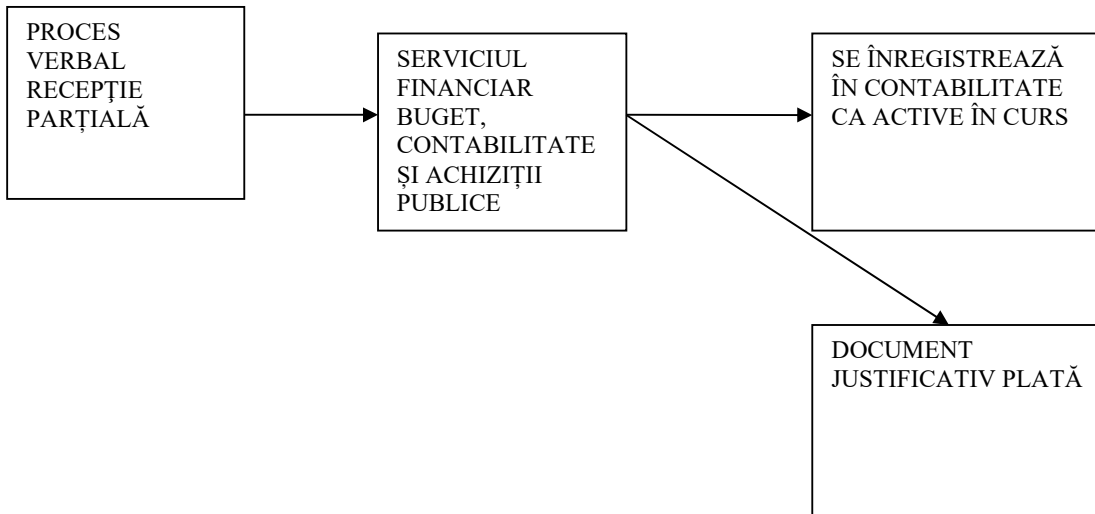 PROCES
VERBAL
RECEPȚIE
PARȚIALĂ
SERVICIUL
FINANCIAR
BUGET,
CONTABILITATE
ȘI ACHIZIȚII
PUBLICE
SE ÎNREGISTREAZĂ
ÎN CONTABILITATE
CA ACTIVE ÎN CURS
DOCUMENT
JUSTIFICATIV PLATĂ